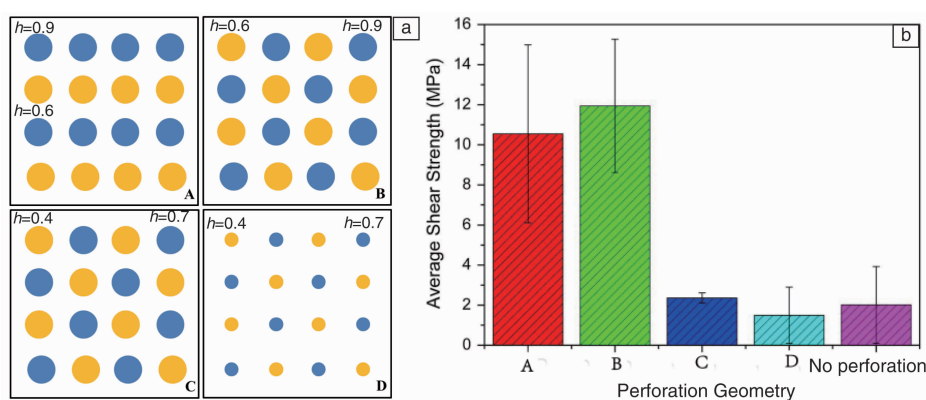 h=0.9
h=0.6
A
h=0.6 h=0.9
B
h=0.4 h=0.7
C
h=0.4 h=0.7
D
a
b
Average Shear Strength (MPa)
16
14
12
10
8
6
4
2
0
A B C D No perforation
Perforation Geometry